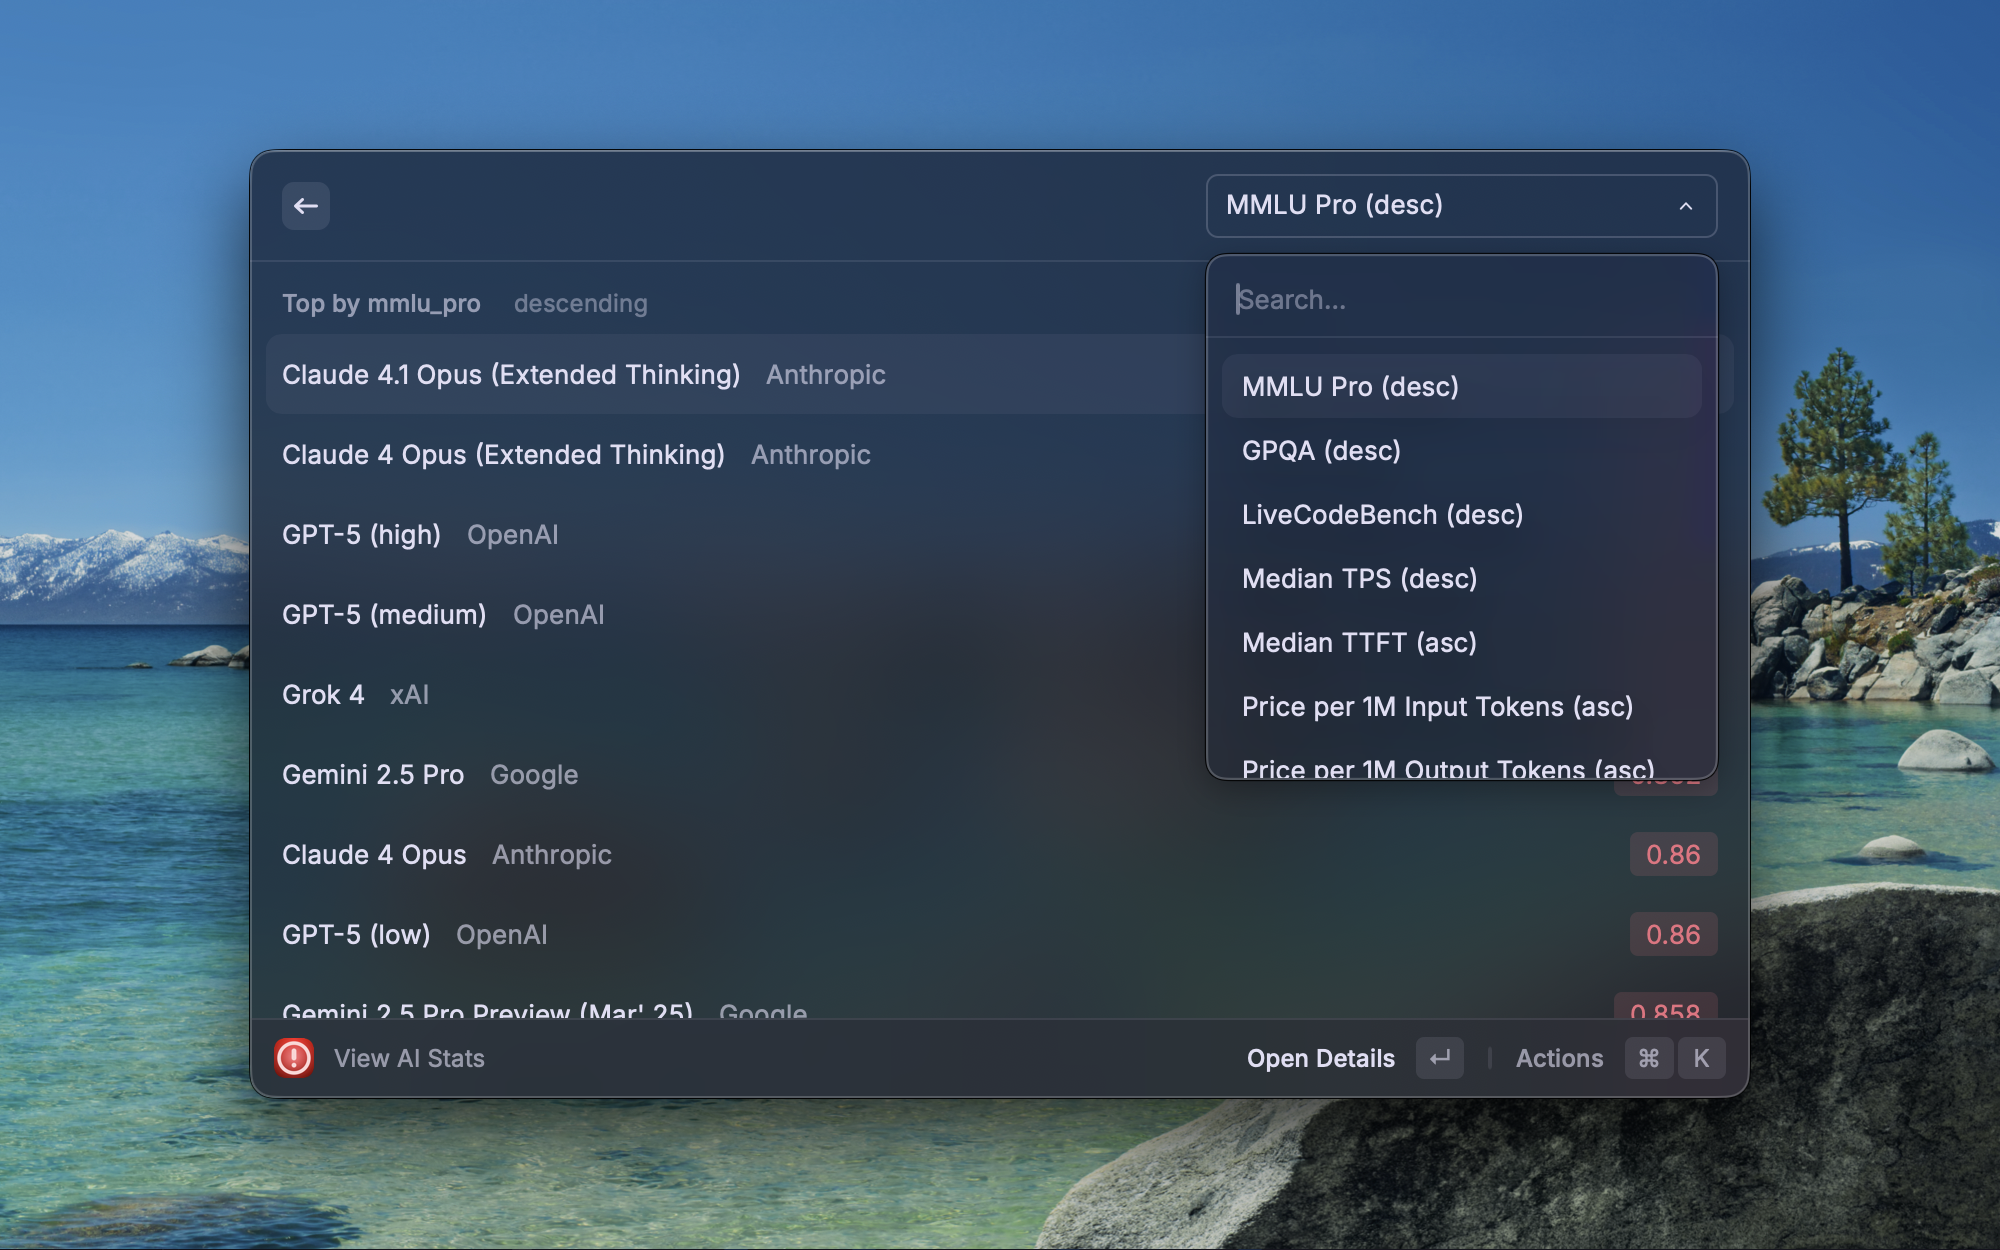 MMLU Pro (desc)
Top by mmlu_pro descending
Search...
MMLU Pro (desc)
GPQA (desc)
LiveCodeBench (desc)
Median TPS (desc)
Median TTFT (asc)
Price per 1M Input Tokens (asc)
Price per 1M Output Tokens (asc)
Claude 4.1 Opus (Extended Thinking) Anthropic
Claude 4 Opus (Extended Thinking) Anthropic
GPT-5 (high) OpenAI
GPT-5 (medium) OpenAI
Grok 4 xAI
Gemini 2.5 Pro Google
Claude 4 Opus Anthropic 0.86
GPT-5 (low) OpenAI 0.86
Gemini 2.5 Pro Preview (Mar' 25) Google 0.858
View AI Stats Open Details Actions ⌘ K